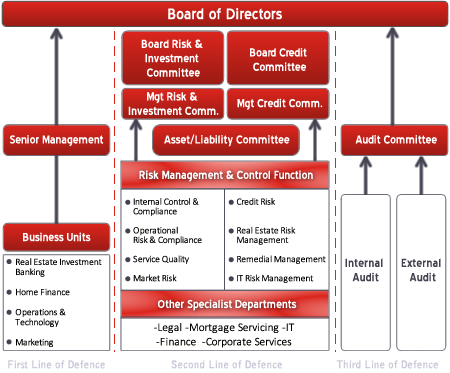 Board of Directors
Board Risk &
Investment
Committee
Board Credit
Committee
Mgt Risk &
Investment Comm.
Mgt Credit Comm.
Senior Management
Asset/Liability Committee
Audit Committee
Risk Management & Control Function
Internal Control &
Compliance
Operational
Risk & Compliance
Service Quality
Market Risk
Credit Risk
Real Estate Risk
Management
Remedial Management
IT Risk Management
Business Units
Real Estate Investment
Banking
Home Finance
Operations &
Technology
Marketing
Other Specialist Departments
-Legal -Mortgage Servicing -IT
-Finance -Corporate Services
Internal
Audit
External
Audit
First Line of Defence
Second Line of Defence
Third Line of Defence